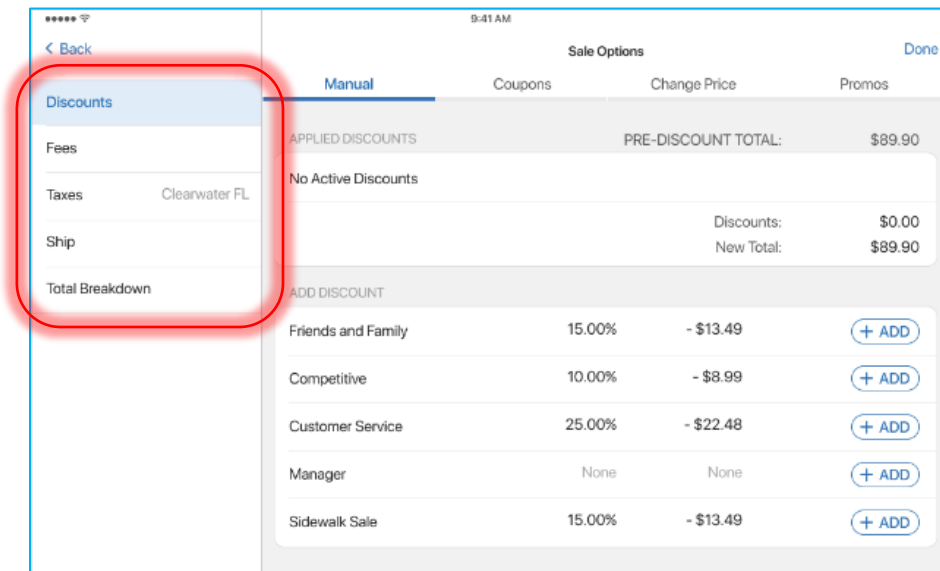 9:41 AM
< Back
Sale Options
Done
Discounts
Fees
Taxes Clearwater FL
Ship
Total Breakdown
Manual Coupons Change Price Promos
APPLIED DISCOUNTS PRE-DISCOUNT TOTAL: $89.90
No Active Discounts
Discounts: $0.00
New Total: $89.90
ADD DISCOUNT
Friends and Family 15.00% - $13.49 + ADD
Competitive 10.00% - $8.99 + ADD
Customer Service 25.00% - $22.48 + ADD
Manager None None + ADD
Sidewalk Sale 15.00% - $13.49 + ADD